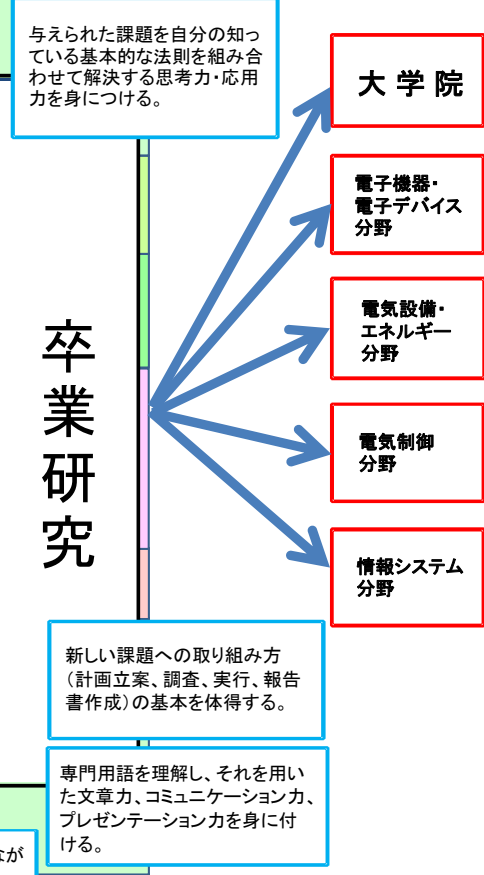 与えられた課題を自分の知っ
ている基本的な法則を組み合
わせて解決する思考力・応用
力を身につける。
大学院
電子機器・
電子デバイス
分野
電気設備・
エネルギー
分野
卒業研究
電気制御
分野
情報システム
分野
新しい課題への取り組み方
（計画立案、調査、実行、報告
書作成）の基本を体得する。
専門用語を理解し、それを用い
た文章力、コミュニケーション力、
プレゼンテーション力を身に付
ける。
なが